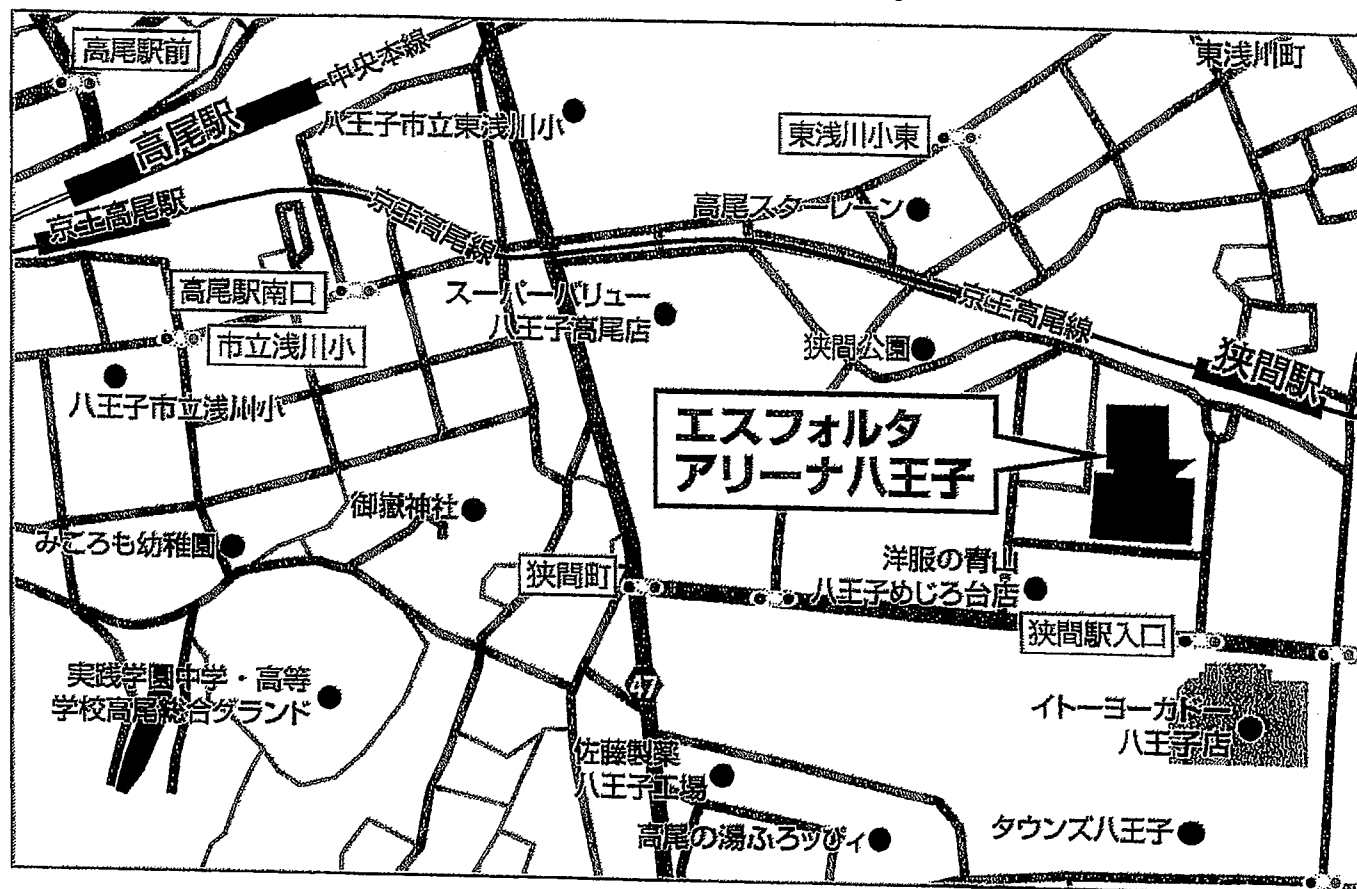 高尾駅前
中央本線
高尾駅
八王子市立東浅川小
東浅川町
東浅川小東
京王高尾駅
京王高尾線
高尾スターレーン
高尾駅南口
スーパーバリュー
八王子高尾店
京王高尾線
市立浅川小
狭間公園
狭間駅
八王子市立浅川小
エスフォルタ
アリーナ八王子
御嶽神社
みころも幼稚園
狭間町
洋服の青山
八王子めじろ台店
狭間駅入口
実践学園中学・高等
学校高尾総合グランド
47
イトーヨーカドー
八王子店
佐藤製薬
八王子工場
高尾の湯ふろッぴィ
タウンズ八王子